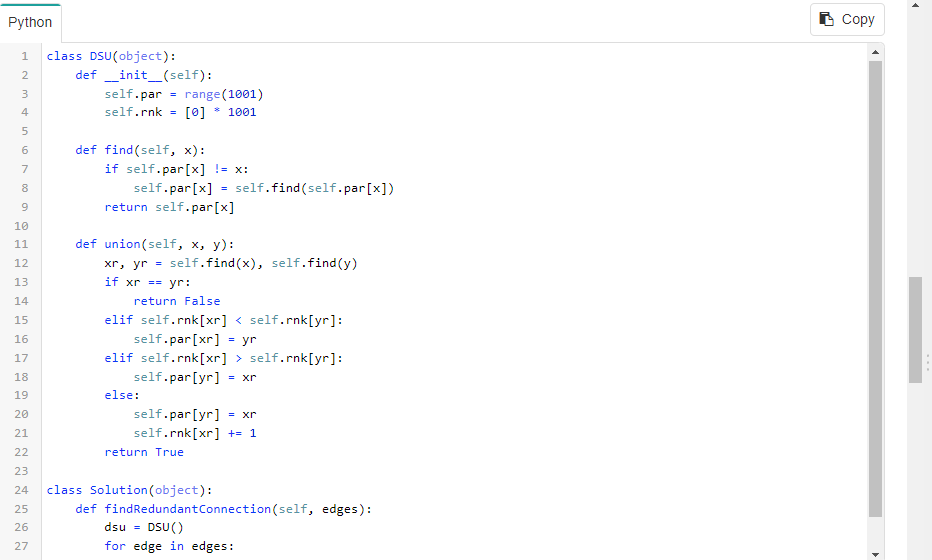 Python
Copy
1 class DSU(object):
2     def __init__(self):
3         self.par = range(1001)
4         self.rnk = [0] * 1001
5
6     def find(self, x):
7         if self.par[x] != x:
8             self.par[x] = self.find(self.par[x])
9         return self.par[x]
10
11     def union(self, x, y):
12         xr, yr = self.find(x), self.find(y)
13         if xr == yr:
14             return False
15         elif self.rnk[xr] < self.rnk[yr]:
16             self.par[xr] = yr
17         elif self.rnk[xr] > self.rnk[yr]:
18             self.par[yr] = xr
19         else:
20             self.par[yr] = xr
21             self.rnk[xr] += 1
22         return True
23
24 class Solution(object):
25     def findRedundantConnection(self, edges):
26         dsu = DSU()
27         for edge in edges: